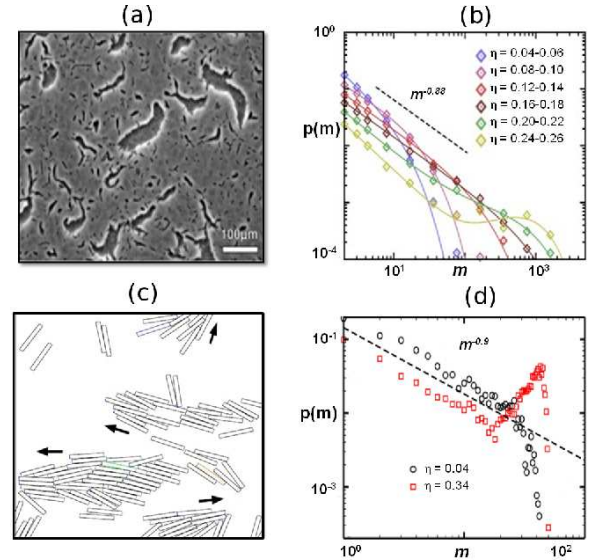 (a)
100μm
(b)
10⁰
p(m)
10⁻⁴
m⁻⁰·⁸⁸
η = 0.04-0.06
η = 0.08-0.10
η = 0.12-0.14
η = 0.16-0.18
η = 0.20-0.22
η = 0.24-0.26
10¹
m
10³
(c)
(d)
10⁻¹
p(m)
10⁻³
m⁻⁰·⁹
η = 0.04
η = 0.34
10⁰
m
10²